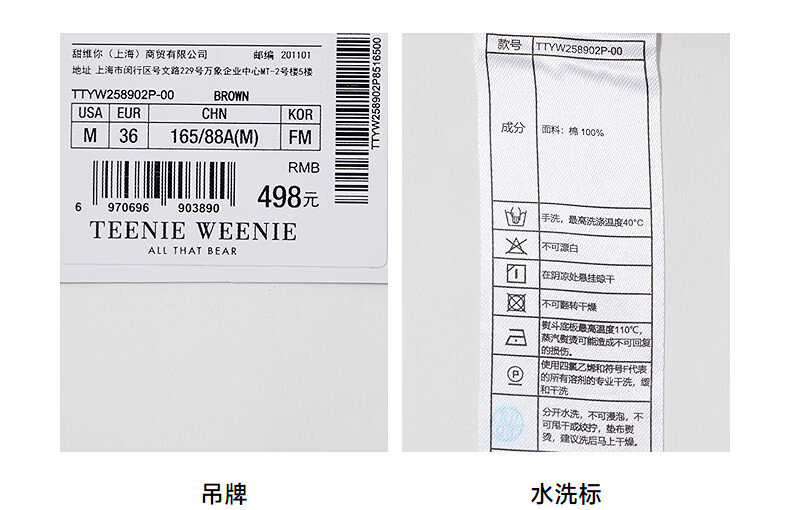 甜维你（上海）商贸有限公司 邮编 201101
地址 上海市闵行区号文路229号万象企业中心MT-2号楼5楼
TTYW258902P-00 BROWN
USA EUR CHN KOR
M 36 165/88A(M) FM
RMB
498元
6 970696 903890
TEENIE WEENIE
ALL THAT BEAR
TTYW258902P8516500
款号 TTYW258902P-00
成分 面料：棉 100%
手洗，最高洗涤温度40°C
不可漂白
在阴凉处悬挂晾干
不可翻转干燥
熨斗底板最高温度110℃，
蒸汽熨烫可能造成不可回复
的损伤。
P
使用四氯乙烯和符号F代表
的所有溶剂的专业干洗，缓
和干洗
分开水洗，不可浸泡，不
可甩干或绞拧，垫布熨
烫，建议洗后马上干燥。
吊牌
水洗标